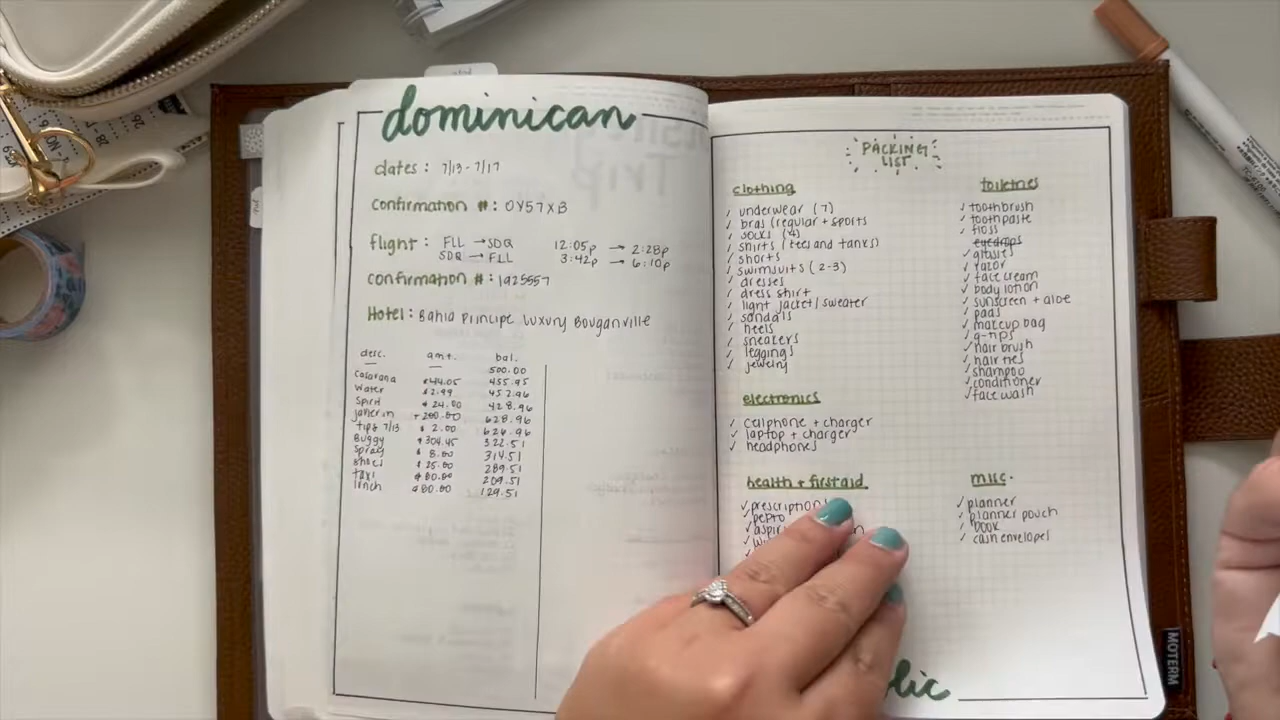 dominican
dates: 7/13 - 7/17
confirmation #: OY57XB
flight: FLL → SDQ 12:05p → 2:28p
SDQ → FLL 3:42p → 6:10p
confirmation #: 1925557
Hotel: Bahia Principe Luxury Bouganville
desc. amt. bal.
500.00
casarana $44.05 455.95
water $2.99 452.96
spirit $24.00 428.96
+200.00 628.96
tips 7/13 $2.00 626.96
Buggy $304.45 322.51
spray $8.00 314.51
shoes $25.00 289.51
taxi $80.00 209.51
lunch $80.00 129.51
PACKING
LIST
clothing
✓ underwear (7)
✓ bras (regular + sports
✓ socks (x4)
✓ shirts (tees and tanks)
✓ shorts
✓ swimsuits (2-3)
✓ dresses
✓ dress shirt
✓ light jacket/sweater
✓ sandals
✓ heels
✓ sneakers
✓ leggings
✓ jewelry
electronics
✓ cellphone + charger
✓ laptop + charger
✓ headphones
health + first aid
✓ prescription
✓ pepto
✓ aspi
toiletries
✓ toothbrush
✓ toothpaste
✓ floss
eyedrops
✓ glasses
✓ razor
✓ face cream
✓ body lotion
✓ sunscreen + aloe
✓ pads
✓ makeup bag
✓ q-tips
✓ hair brush
✓ hair ties
✓ shampoo
✓ conditioner
✓ face wash
misc.
✓ planner
✓ planner pouch
✓ book
✓ cash envelopes
blic
MOTERM